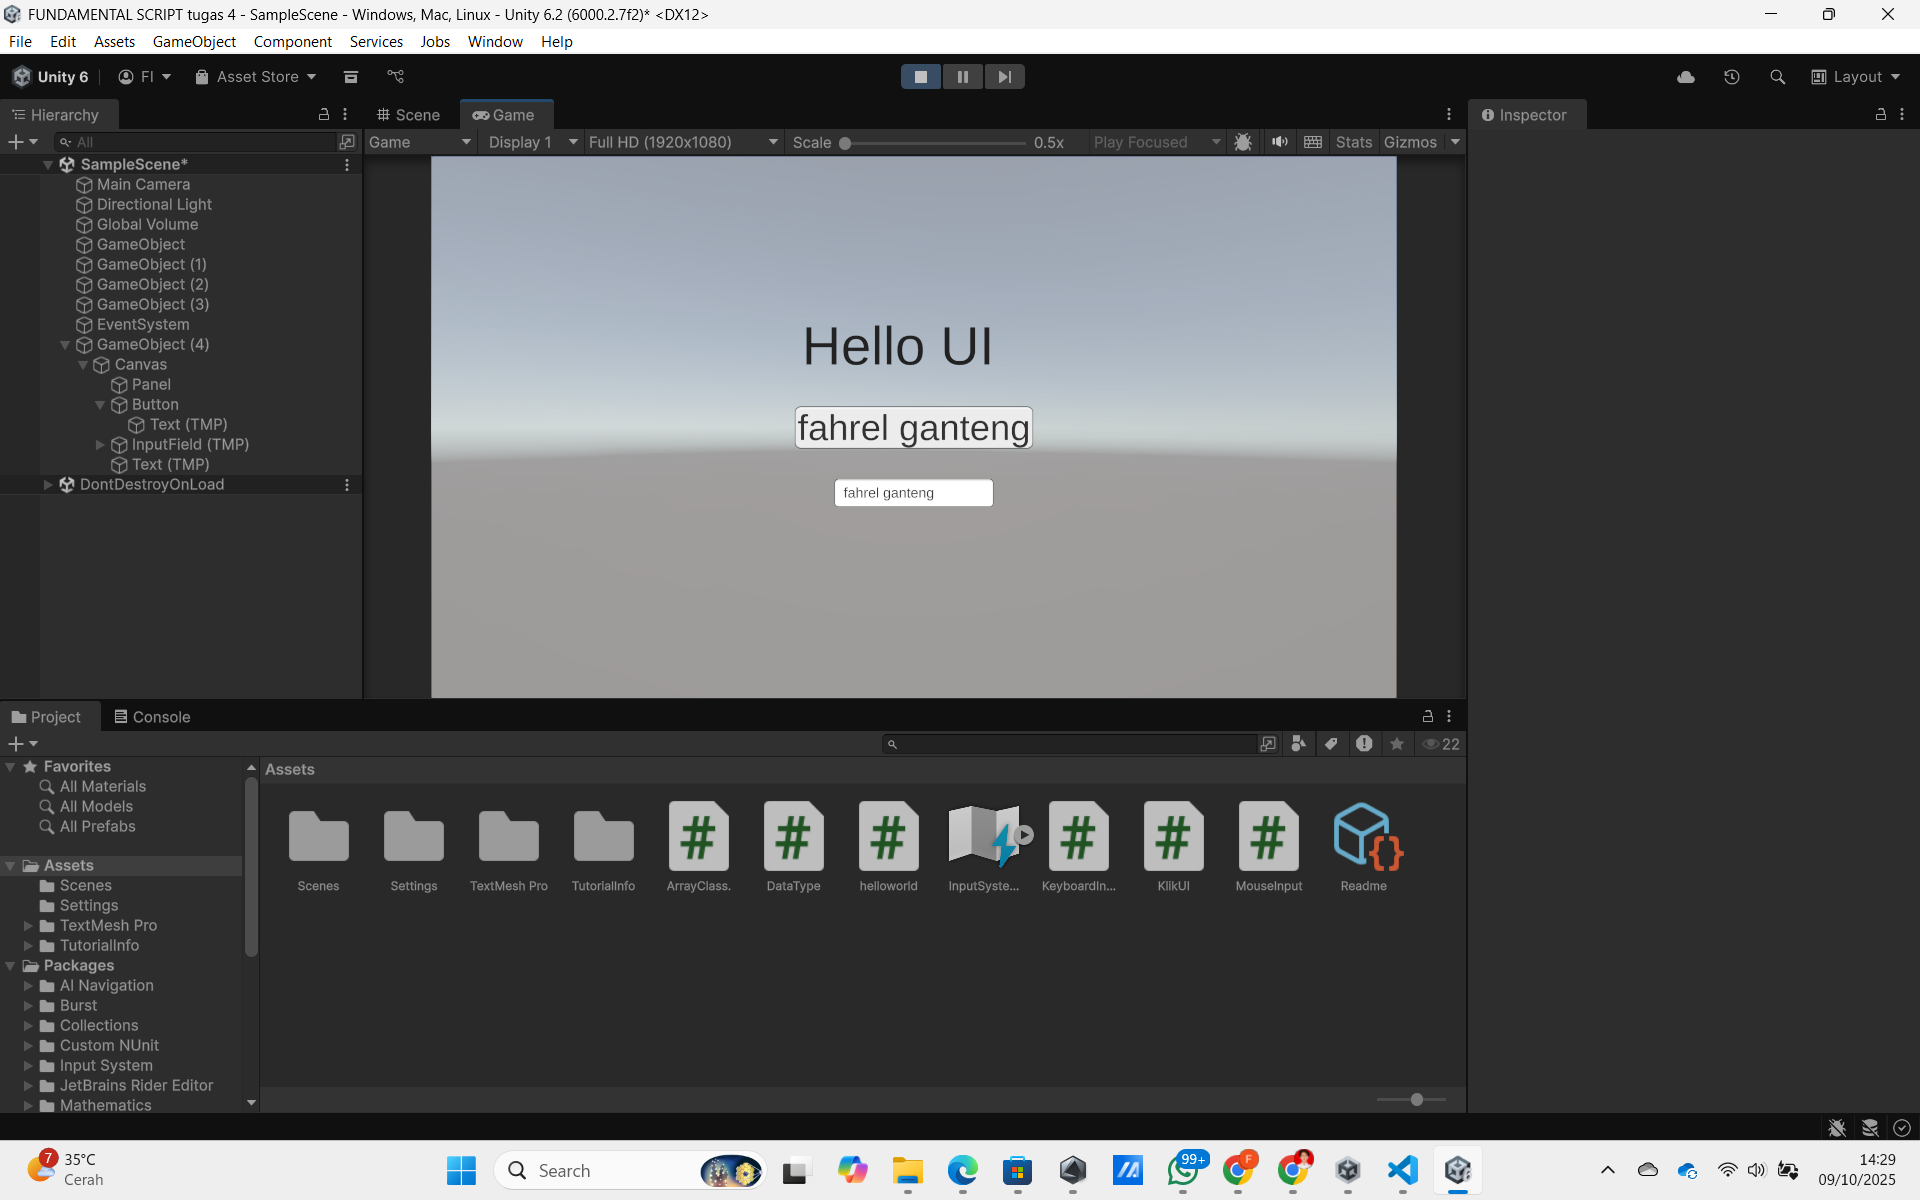 FUNDAMENTAL SCRIPT tugas 4 - SampleScene - Windows, Mac, Linux - Unity 6.2 (6000.2.7f2)* <DX12>
File Edit Assets GameObject Component Services Jobs Window Help
Unity 6 FI Asset Store Layout
Hierarchy Scene Game Inspector
All Game Display 1 Full HD (1920x1080) Scale 0.5x Play Focused Stats Gizmos
SampleScene*
Main Camera
Directional Light
Global Volume
GameObject
GameObject (1)
GameObject (2)
GameObject (3)
EventSystem
GameObject (4)
Canvas
Panel
Button
Text (TMP)
InputField (TMP)
Text (TMP)
DontDestroyOnLoad
Hello UI
fahrel ganteng
fahrel ganteng
Project Console
22
Favorites
All Materials
All Models
All Prefabs
Assets
Scenes
Settings
TextMesh Pro
TutorialInfo
Packages
AI Navigation
Burst
Collections
Custom NUnit
Input System
JetBrains Rider Editor
Mathematics
Assets
Scenes Settings TextMesh Pro TutorialInfo ArrayClass. DataType helloworld InputSyste... KeyboardIn... KlikUI MouseInput Readme
7 35°C
Cerah
Search
99+
F
14:29
09/10/2025